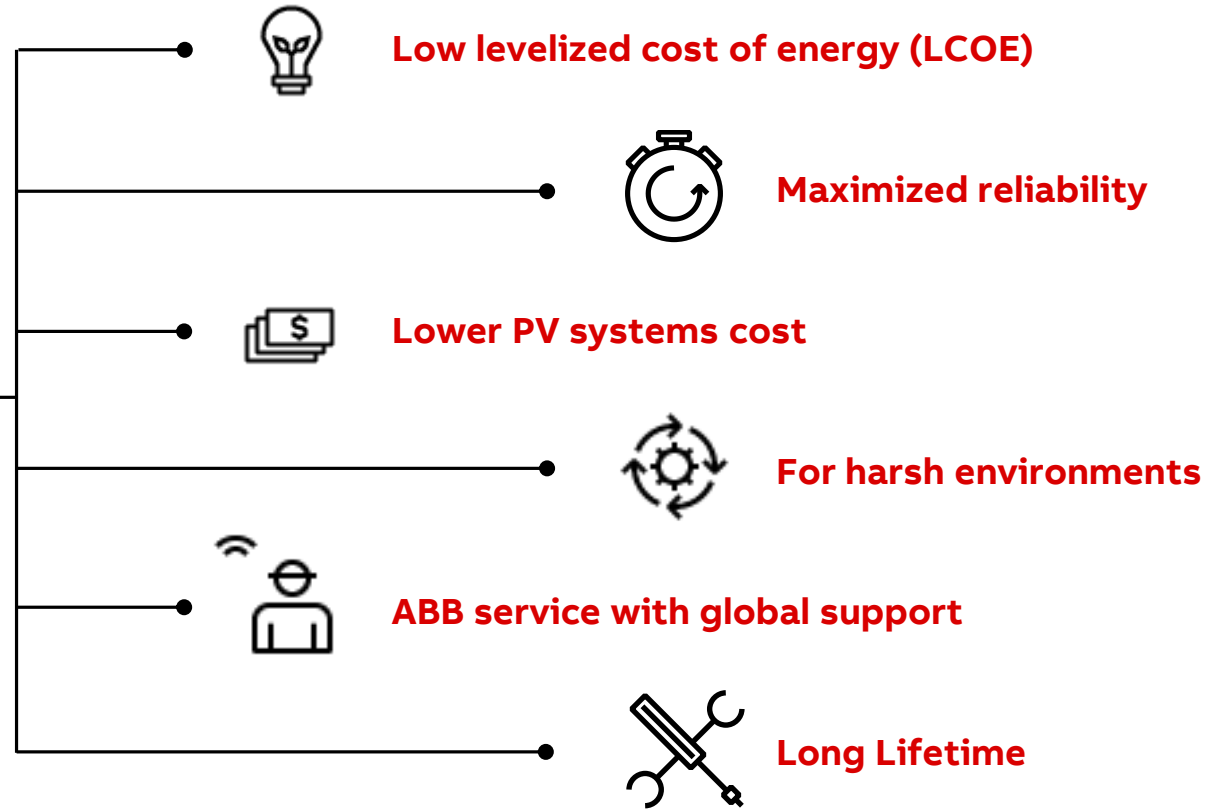 Low levelized cost of energy (LCOE)
Maximized reliability
$
Lower PV systems cost
For harsh environments
ABB service with global support
Long Lifetime